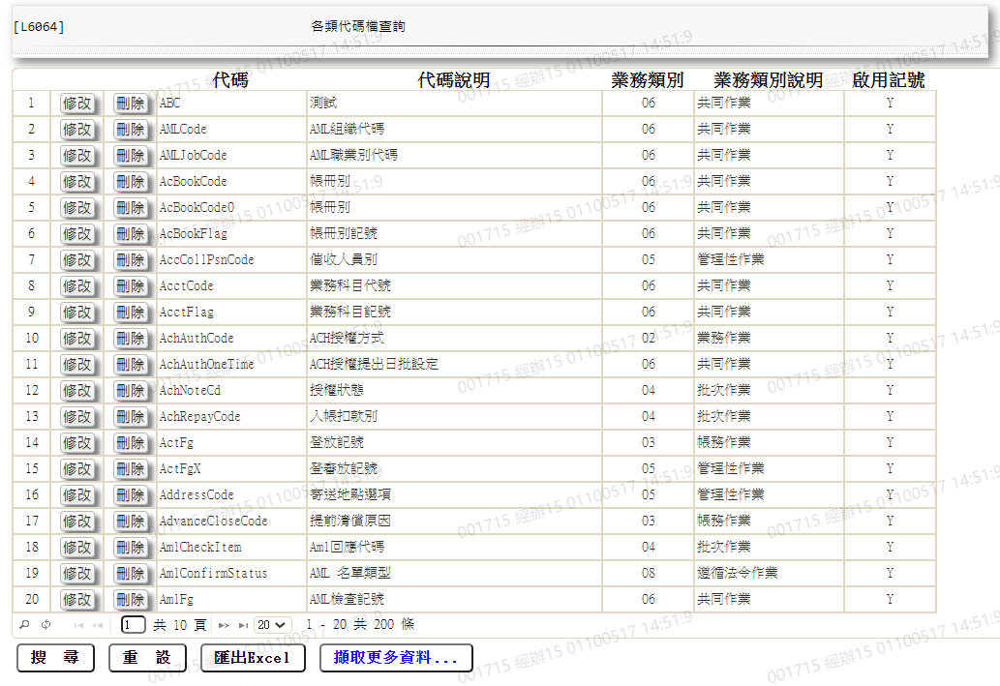 [L6064] 各類代碼檔查詢
代碼 代碼說明 業務類別 業務類別說明 啟用記號
1 修改 刪除 ABC 測試 06 共同作業 Y
2 修改 刪除 AMLCode AML組織代碼 06 共同作業 Y
3 修改 刪除 AMLJobCode AML職業別代碼 06 共同作業 Y
4 修改 刪除 AcBookCode 帳冊別 06 共同作業 Y
5 修改 刪除 AcBookCodeO 帳冊別 06 共同作業 Y
6 修改 刪除 AcBookFlag 帳冊別記號 06 共同作業 Y
7 修改 刪除 AccCollPsnCode 催收人員別 05 管理性作業 Y
8 修改 刪除 AcctCode 業務科目代號 06 共同作業 Y
9 修改 刪除 AcctFlag 業務科目記號 06 共同作業 Y
10 修改 刪除 AchAuthCode ACH授權方式 02 業務作業 Y
11 修改 刪除 AchAuthOneTime ACH授權提出日批設定 06 共同作業 Y
12 修改 刪除 AchNoteCd 授權狀態 04 批次作業 Y
13 修改 刪除 AchRepayCode 入帳扣款別 04 批次作業 Y
14 修改 刪除 ActFg 登放記號 03 帳務作業 Y
15 修改 刪除 ActFgX 登審放記號 05 管理性作業 Y
16 修改 刪除 AddressCode 寄送地點選項 05 管理性作業 Y
17 修改 刪除 AdvanceCloseCode 提前清償原因 03 帳務作業 Y
18 修改 刪除 AmlCheckItem Aml回應代碼 04 批次作業 Y
19 修改 刪除 AmlConfirmStatus AML 名單類型 08 遵循法令作業 Y
20 修改 刪除 AmlFg AML檢查記號 06 共同作業 Y
1 共 10 頁 20 1 - 20 共 200 條
搜 尋 重 設 匯出Excel 擷取更多資料...
001715 經辦15 01100517 14:51:9